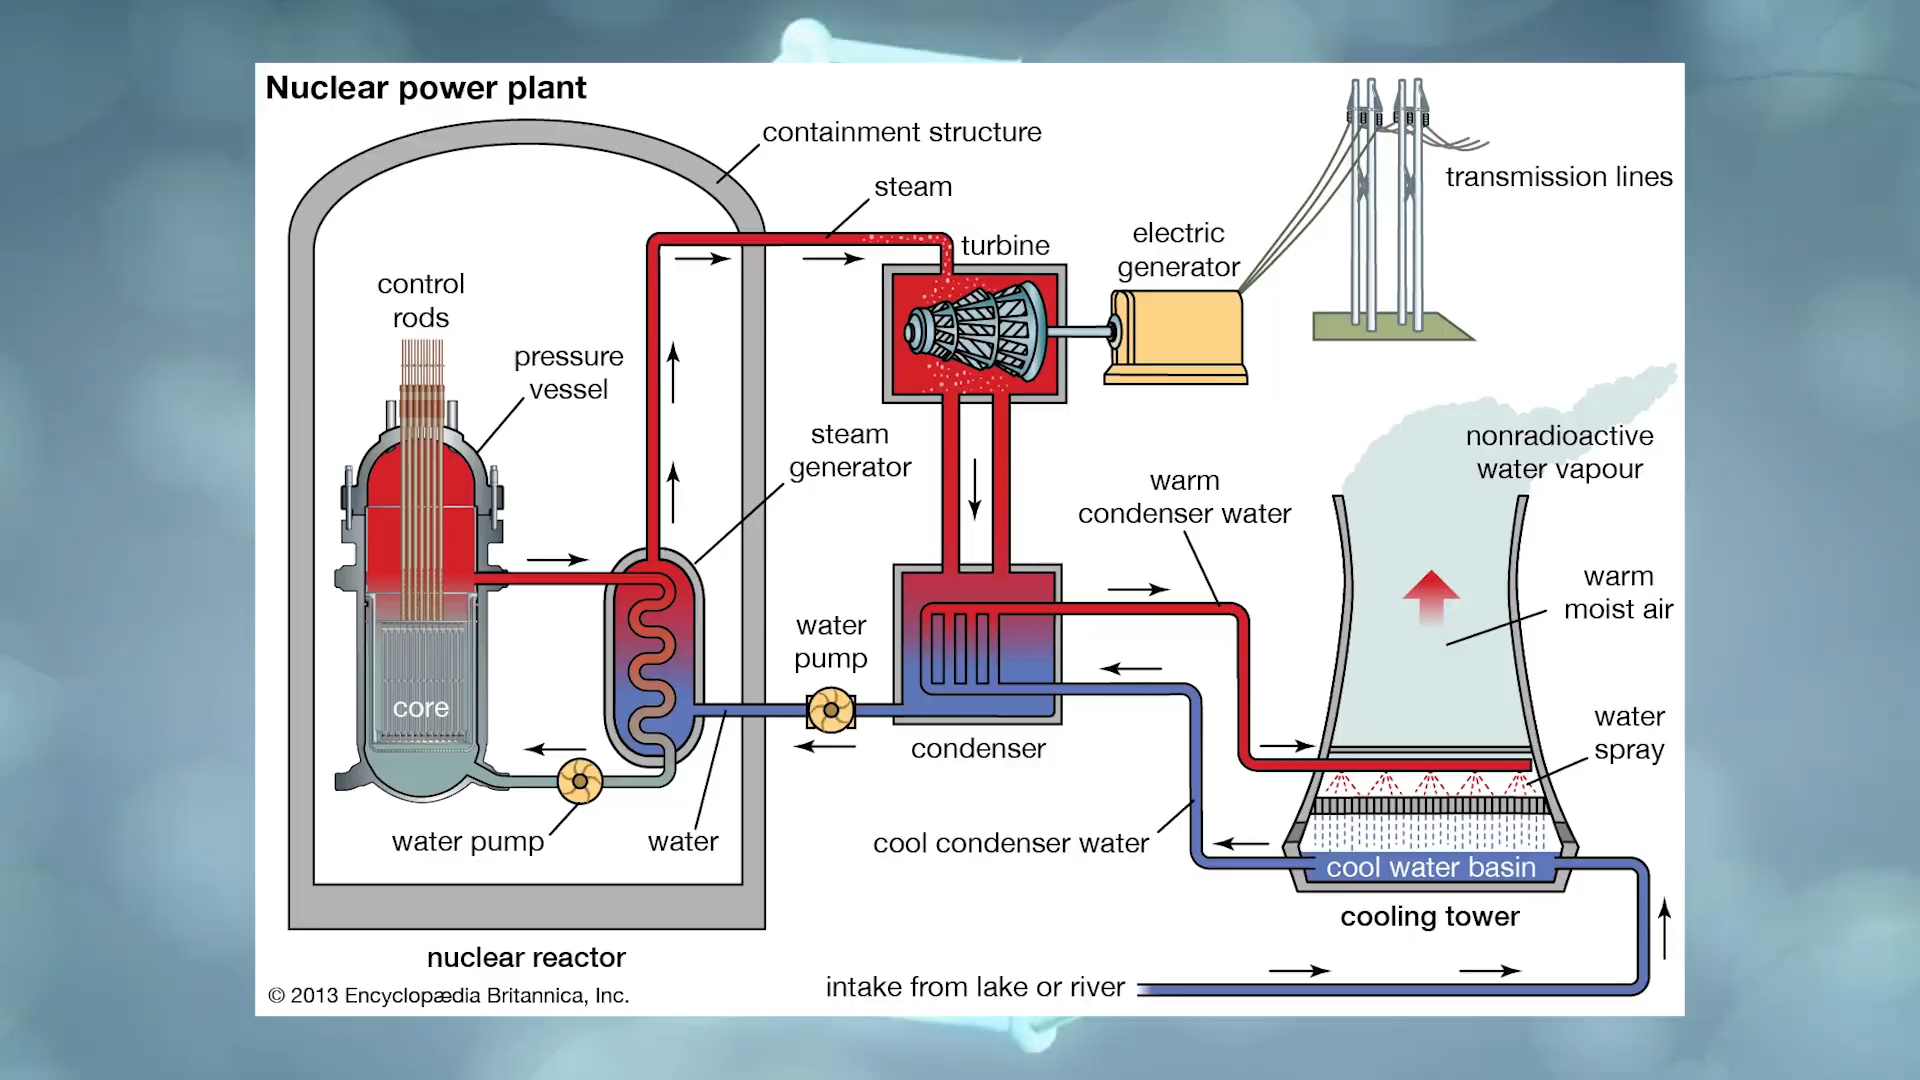 Nuclear power plant
containment structure
steam
transmission lines
turbine
electric
generator
control
rods
pressure
vessel
steam
generator
nonradioactive
water vapour
warm
condenser water
warm
moist air
water
pump
core
condenser
water
spray
water pump
water
cool condenser water
cool water basin
cooling tower
nuclear reactor
intake from lake or river
© 2013 Encyclopædia Britannica, Inc.